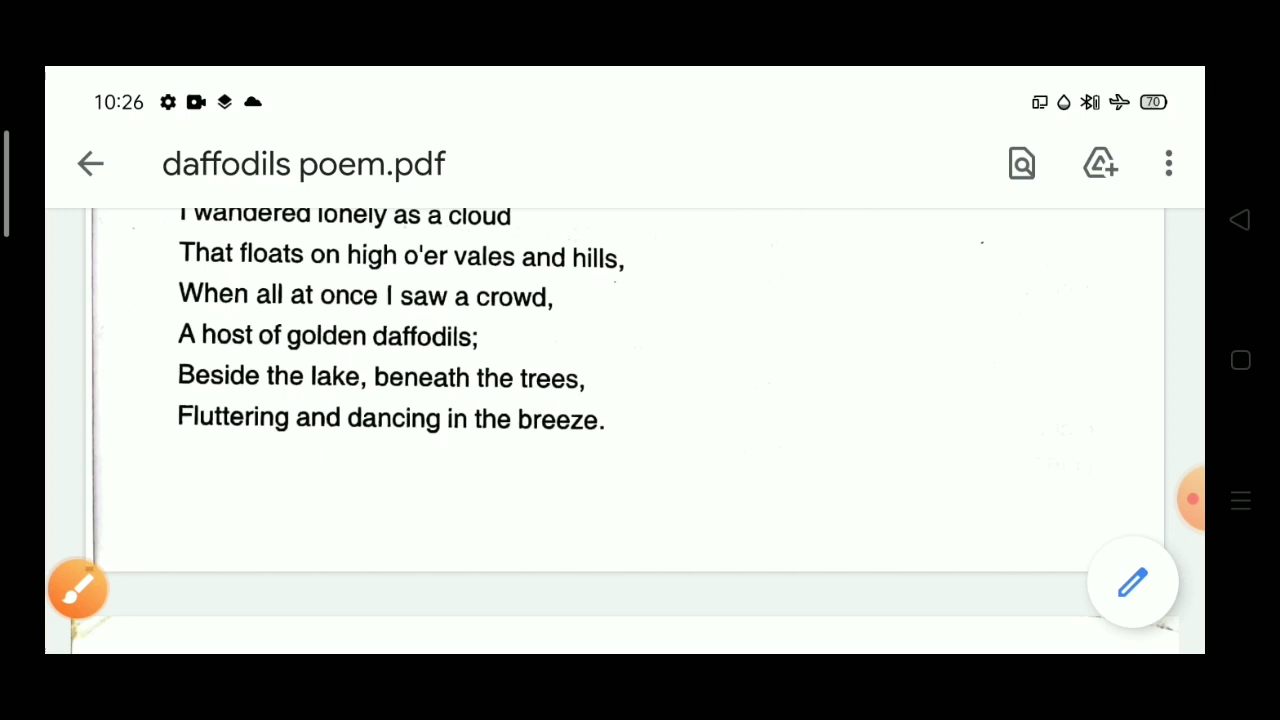 10:26
70
daffodils poem.pdf
I wandered lonely as a cloud
That floats on high o'er vales and hills,
When all at once I saw a crowd,
A host of golden daffodils;
Beside the lake, beneath the trees,
Fluttering and dancing in the breeze.